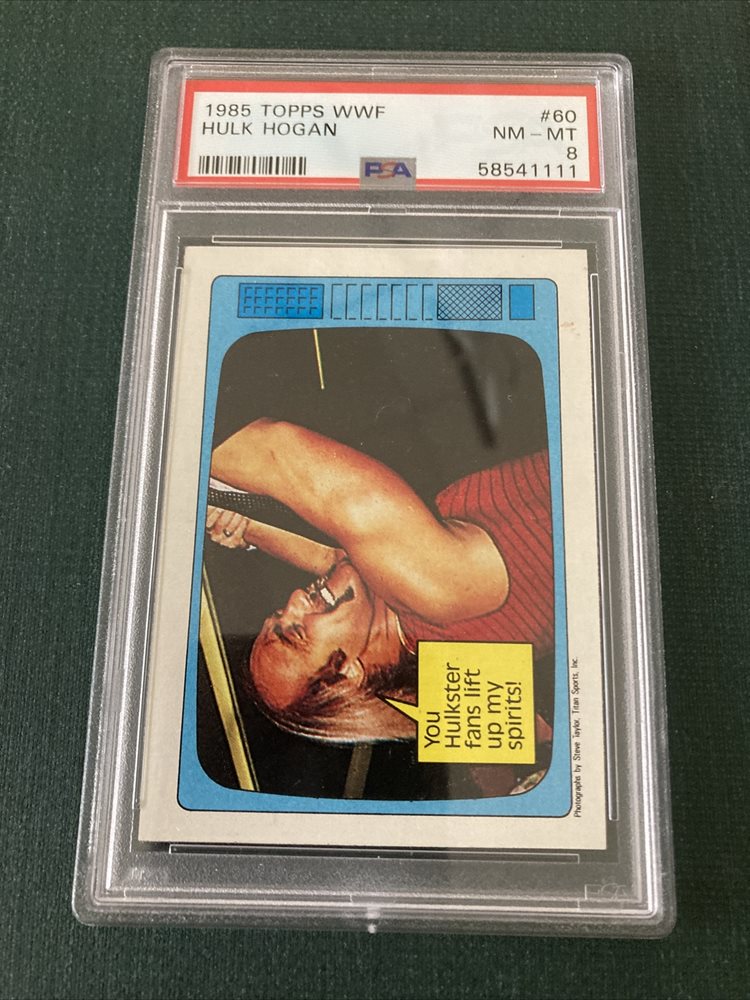 1985 TOPPS WWF #60
HULK HOGAN NM - MT
8
PSA 58541111
You
Hulkster
fans lift
up my
spirits!
Photographs by Steve Taylor, Titan Sports, Inc.